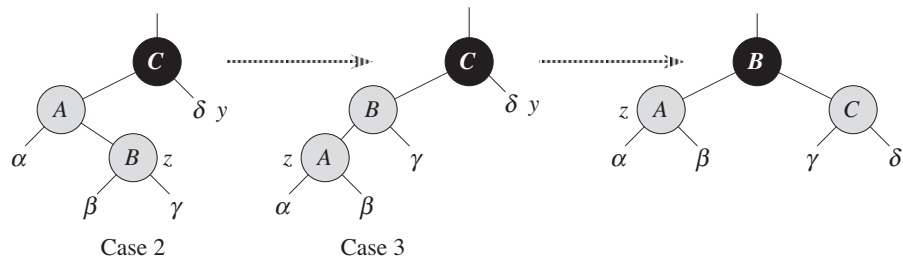 C C B
A δ y B δ y z A C
α B z z A γ α β γ δ
β γ α β
Case 2 Case 3